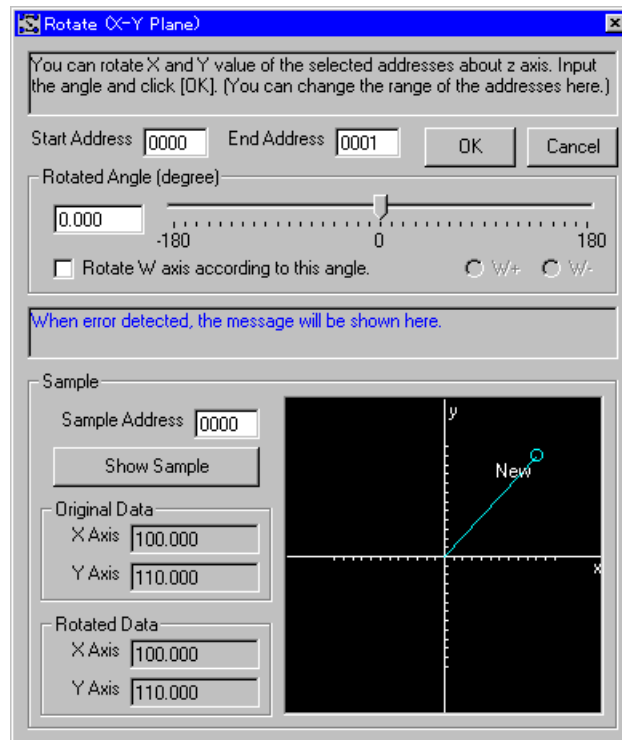 Rotate (X-Y Plane)
You can rotate X and Y value of the selected addresses about z axis. Input
the angle and click [OK]. (You can change the range of the addresses here.)
Start Address 0000 End Address 0001 OK Cancel
Rotated Angle (degree)
0.000
-180 0 180
Rotate W axis according to this angle. W+ W-
When error detected, the message will be shown here.
Sample
Sample Address 0000
Show Sample
Original Data
X Axis 100.000
Y Axis 110.000
Rotated Data
X Axis 100.000
Y Axis 110.000
y
New
x